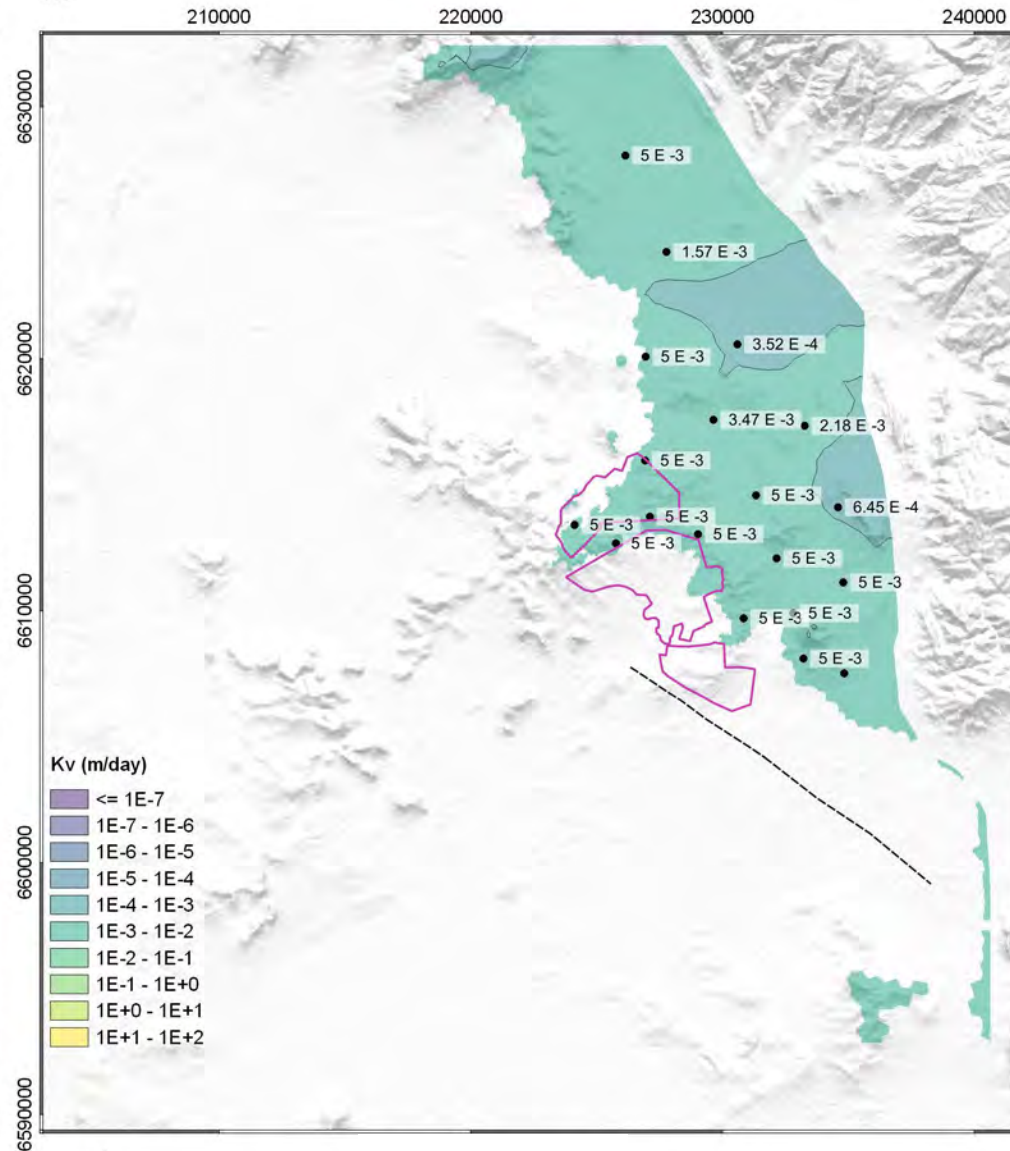 210000
220000
230000
240000
6630000
6620000
6610000
6600000
6590000
5 E -3
1.57 E -3
3.52 E -4
5 E -3
3.47 E -3
2.18 E -3
5 E -3
5 E -3
6.45 E -4
5 E -3
5 E -3
5 E -3
5 E -3
5 E -3
5 E -3
5 E -3
5 E -3
5 E -3
Kv (m/day)
<= 1E-7
1E-7 - 1E-6
1E-6 - 1E-5
1E-5 - 1E-4
1E-4 - 1E-3
1E-3 - 1E-2
1E-2 - 1E-1
1E-1 - 1E+0
1E+0 - 1E+1
1E+1 - 1E+2